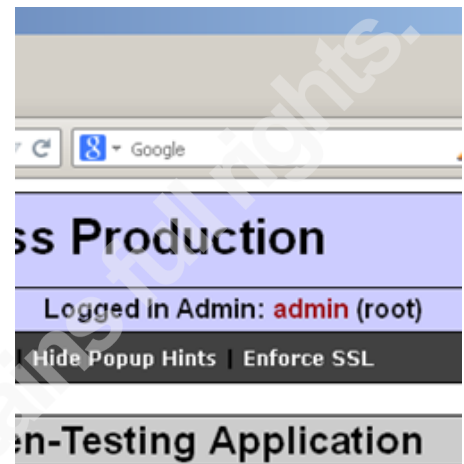 8 Google
ss Production
Logged In Admin: admin (root)
Hide Popup Hints | Enforce SSL
en-Testing Application
ains full rights.